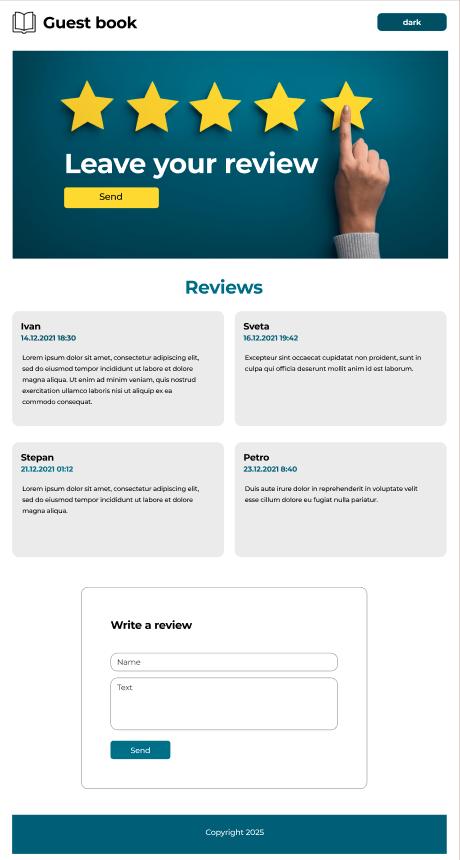 Guest book
dark
Leave your review
Send
Reviews
Ivan
14.12.2021 18:30
Lorem ipsum dolor sit amet, consectetur adipiscing elit,
sed do eiusmod tempor incididunt ut labore et dolore
magna aliqua. Ut enim ad minim veniam, quis nostrud
exercitation ullamco laboris nisi ut aliquip ex ea
commodo consequat.
Sveta
16.12.2021 19:42
Excepteur sint occaecat cupidatat non proident, sunt in
culpa qui officia deserunt mollit anim id est laborum.
Stepan
21.12.2021 01:12
Lorem ipsum dolor sit amet, consectetur adipiscing elit,
sed do eiusmod tempor incididunt ut labore et dolore
magna aliqua.
Petro
23.12.2021 8:40
Duis aute irure dolor in reprehenderit in voluptate velit
esse cillum dolore eu fugiat nulla pariatur.
Write a review
Name
Text
Send
Copyright 2025